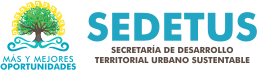 SEDETUS
SECRETARÍA DE DESARROLLO
TERRITORIAL URBANO SUSTENTABLE
MÁS Y MEJORES
OPORTUNIDADES